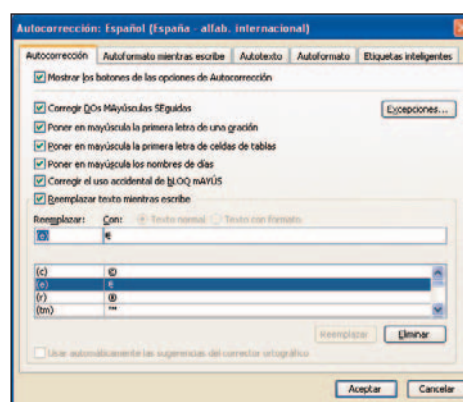 Autocorrección: Español (España - alfab. internacional)
Autocorrección Autoformato mientras escribe Autotexto Autoformato Etiquetas inteligentes
Mostrar los botones de las opciones de Autocorrección
Corregir DOs MAyúsculas SEguidas Excepciones...
Poner en mayúscula la primera letra de una oración
Poner en mayúscula la primera letra de celdas de tablas
Poner en mayúscula los nombres de días
Corregir el uso accidental de bLOQ mAYÚS
Reemplazar texto mientras escribe
Reemplazar: Con: Texto normal Texto con formato
(e) €
(c) ©
(e) €
(r) ®
(tm) ™
Reemplazar Eliminar
Usar automáticamente las sugerencias del corrector ortográfico
Aceptar Cancelar